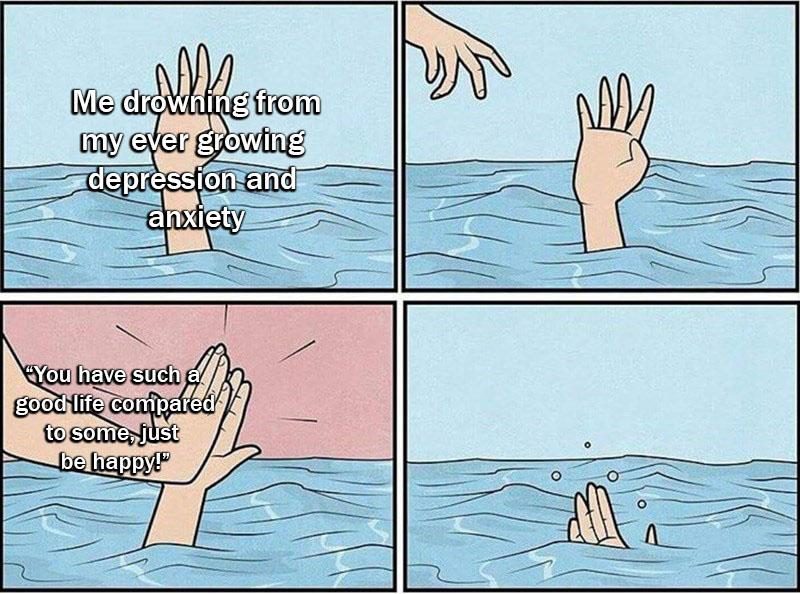 Me drowning from
my ever growing
depression and
anxiety
“You have such a
good life compared
to some, just
be happy!”